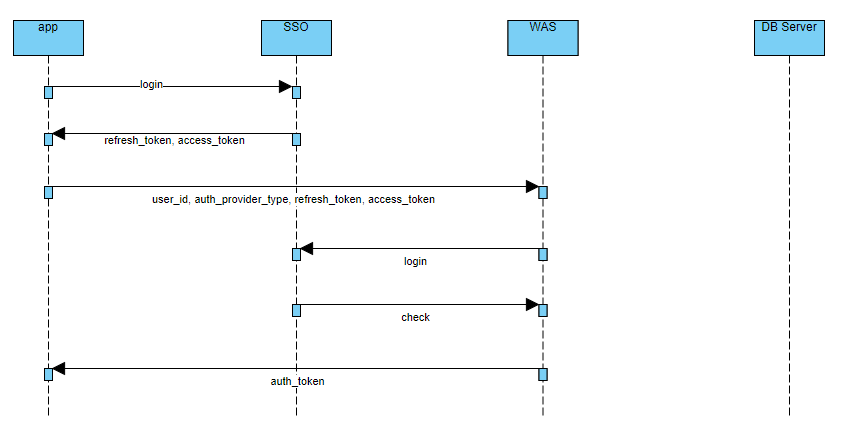 app
SSO
WAS
DB Server
login
refresh_token, access_token
user_id, auth_provider_type, refresh_token, access_token
login
check
auth_token